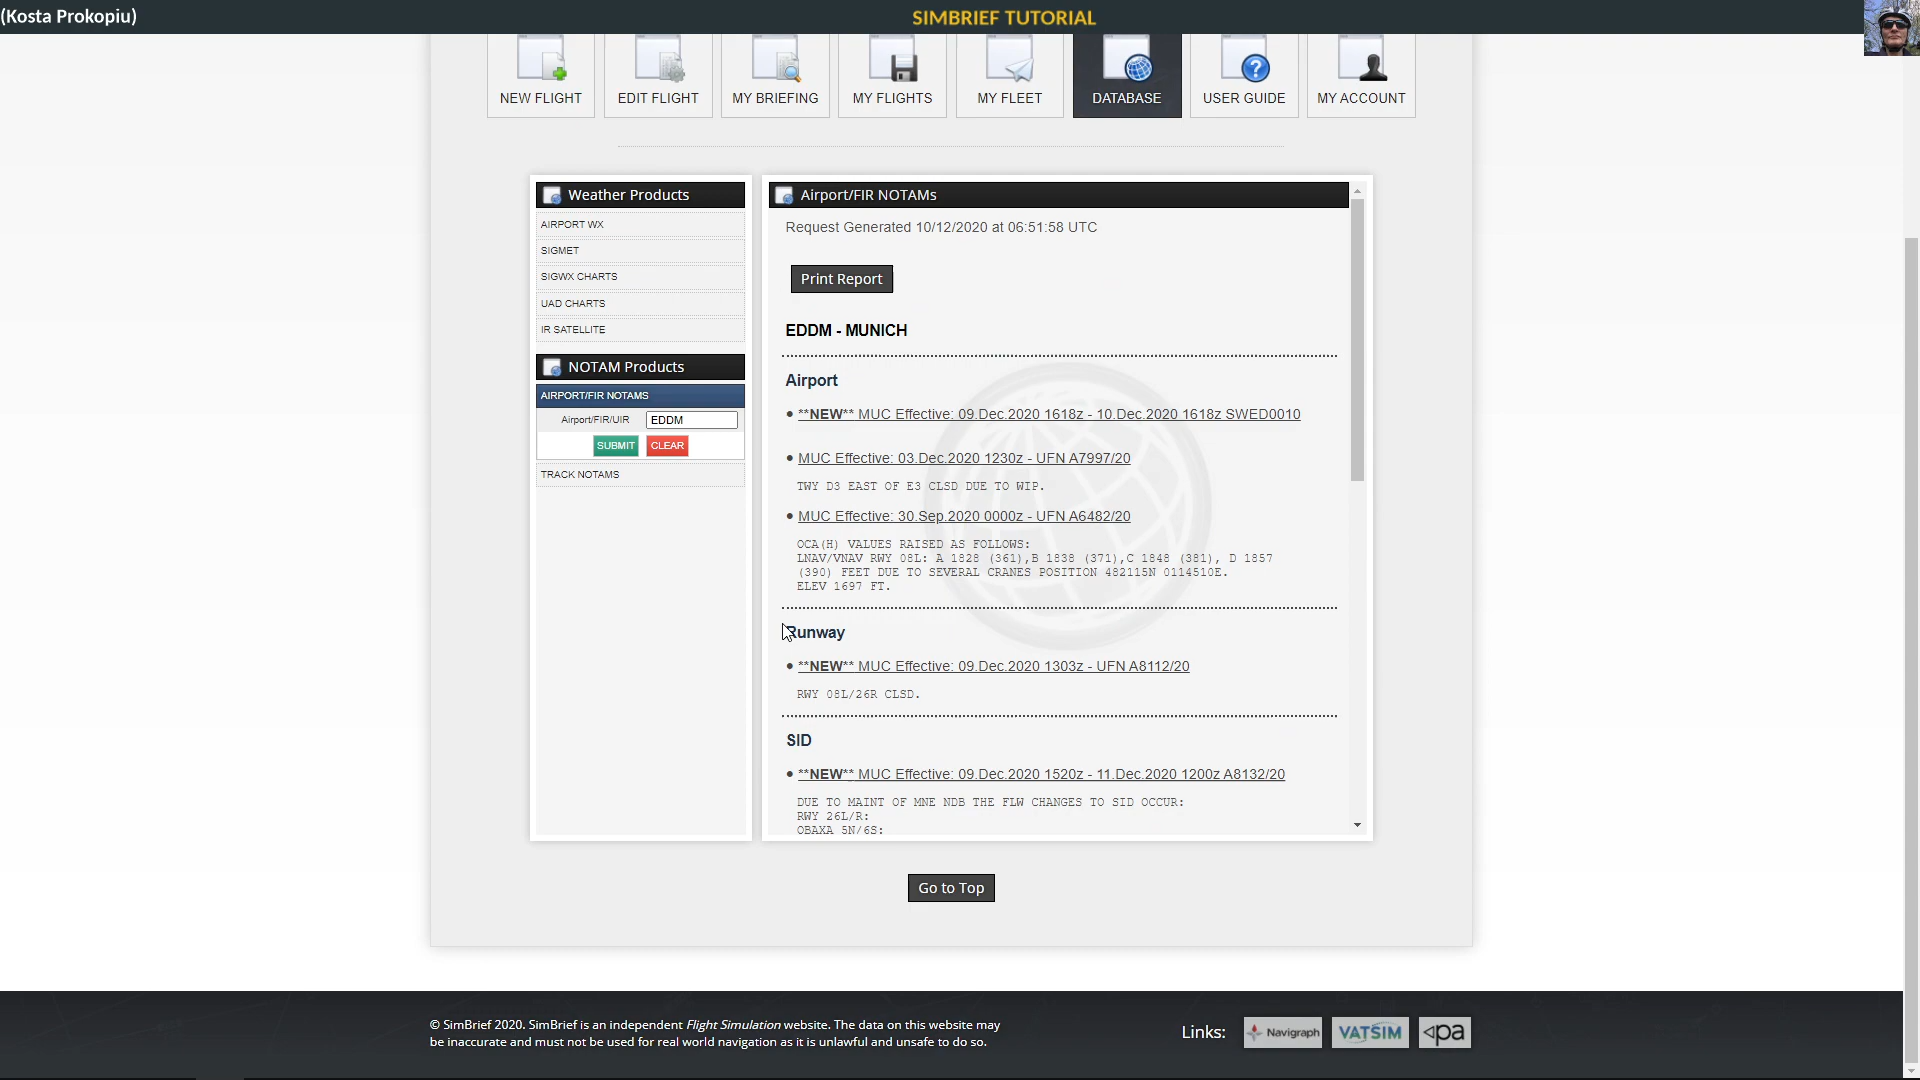 (Kosta Prokopiu)
SIMBRIEF TUTORIAL
NEW FLIGHT
EDIT FLIGHT
MY BRIEFING
MY FLIGHTS
MY FLEET
DATABASE
USER GUIDE
MY ACCOUNT
Weather Products
AIRPORT WX
SIGMET
SIGWX CHARTS
UAD CHARTS
IR SATELLITE
NOTAM Products
AIRPORT/FIR NOTAMS
Airport/FIR/UIR EDDM
SUBMIT CLEAR
TRACK NOTAMS
Airport/FIR NOTAMs
Request Generated 10/12/2020 at 06:51:58 UTC
Print Report
EDDM - MUNICH
Airport
• **NEW** MUC Effective: 09.Dec.2020 1618z - 10.Dec.2020 1618z SWED0010
• MUC Effective: 03.Dec.2020 1230z - UFN A7997/20
TWY D3 EAST OF E3 CLSD DUE TO WIP.
• MUC Effective: 30.Sep.2020 0000z - UFN A6482/20
OCA(H) VALUES RAISED AS FOLLOWS:
LNAV/VNAV RWY 08L: A 1828 (361),B 1838 (371),C 1848 (381), D 1857
(390) FEET DUE TO SEVERAL CRANES POSITION 482115N 0114510E.
ELEV 1697 FT.
Runway
• **NEW** MUC Effective: 09.Dec.2020 1303z - UFN A8112/20
RWY 08L/26R CLSD.
SID
• **NEW** MUC Effective: 09.Dec.2020 1520z - 11.Dec.2020 1200z A8132/20
DUE TO MAINT OF MNE NDB THE FLW CHANGES TO SID OCCUR:
RWY 26L/R:
OBAXA 5N/6S:
Go to Top
© SimBrief 2020. SimBrief is an independent Flight Simulation website. The data on this website may
be inaccurate and must not be used for real world navigation as it is unlawful and unsafe to do so.
Links:
Navigraph
VATSIM
pa